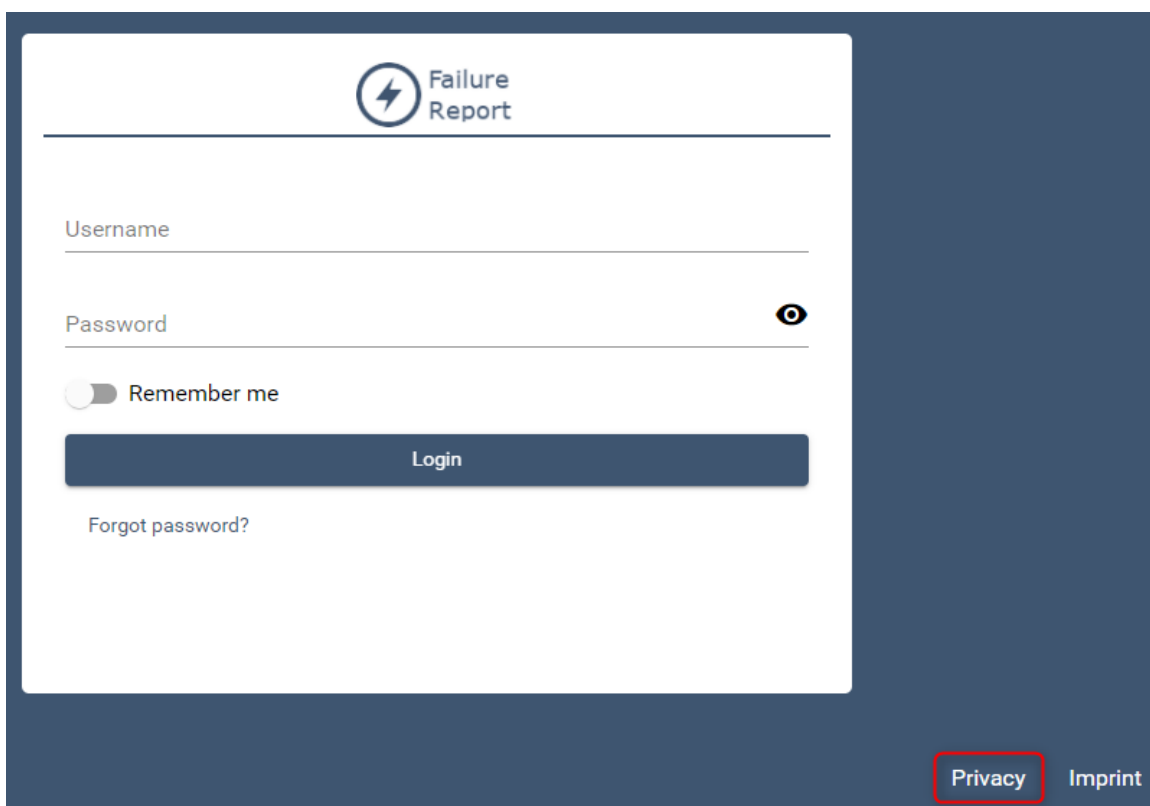 Failure
Report
Username
Password
Remember me
Login
Forgot password?
Privacy Imprint